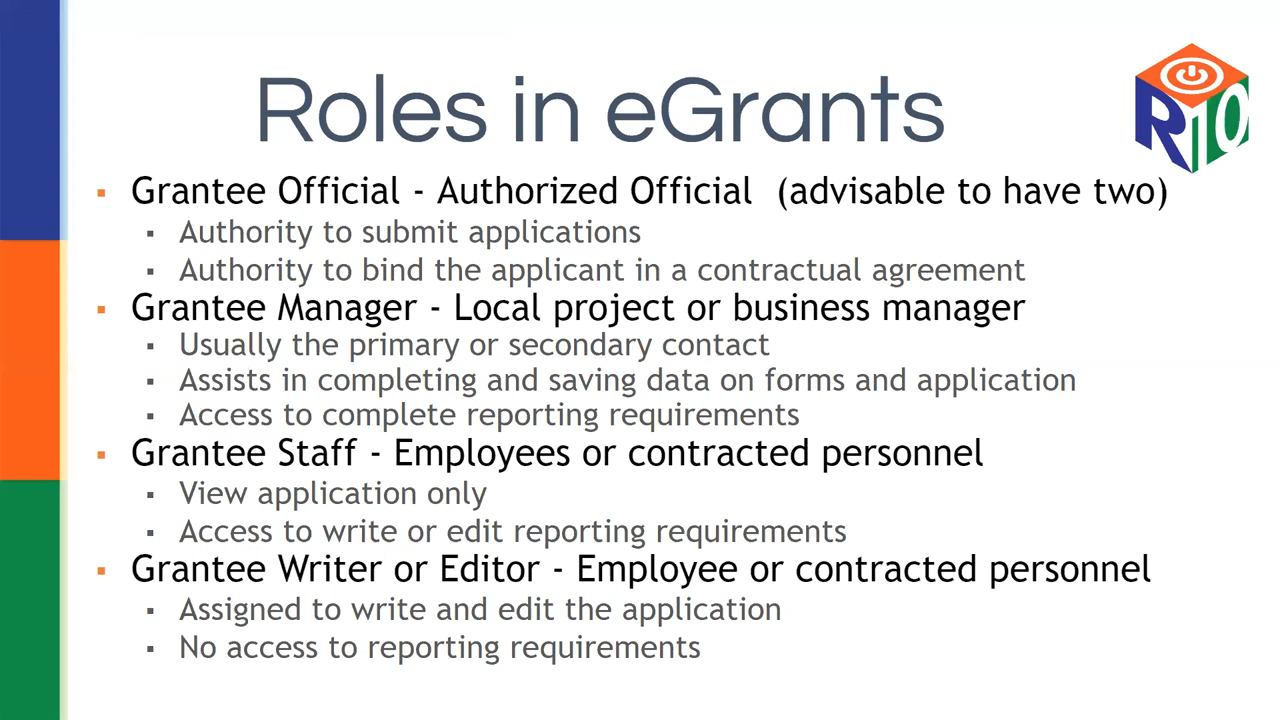 Roles in eGrants
R10
▪ Grantee Official - Authorized Official (advisable to have two)
▪ Authority to submit applications
▪ Authority to bind the applicant in a contractual agreement
▪ Grantee Manager - Local project or business manager
▪ Usually the primary or secondary contact
▪ Assists in completing and saving data on forms and application
▪ Access to complete reporting requirements
▪ Grantee Staff - Employees or contracted personnel
▪ View application only
▪ Access to write or edit reporting requirements
▪ Grantee Writer or Editor - Employee or contracted personnel
▪ Assigned to write and edit the application
▪ No access to reporting requirements